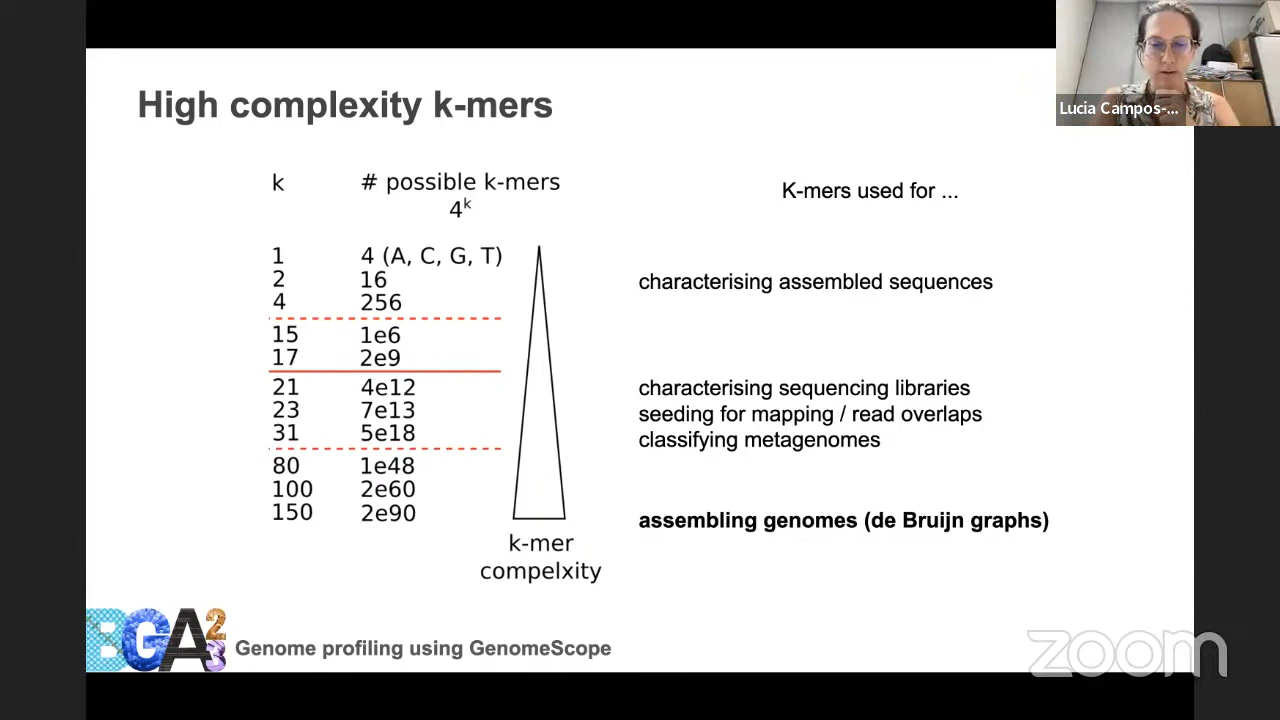 High complexity k-mers
Lucia Campos-...
k # possible k-mers
4^k
K-mers used for ...
1 4 (A, C, G, T)
2 16
4 256
characterising assembled sequences
15 1e6
17 2e9
21 4e12
23 7e13
31 5e18
characterising sequencing libraries
seeding for mapping / read overlaps
classifying metagenomes
80 1e48
100 2e60
150 2e90
assembling genomes (de Bruijn graphs)
k-mer
compelxity
BGA23
Genome profiling using GenomeScope
zoom